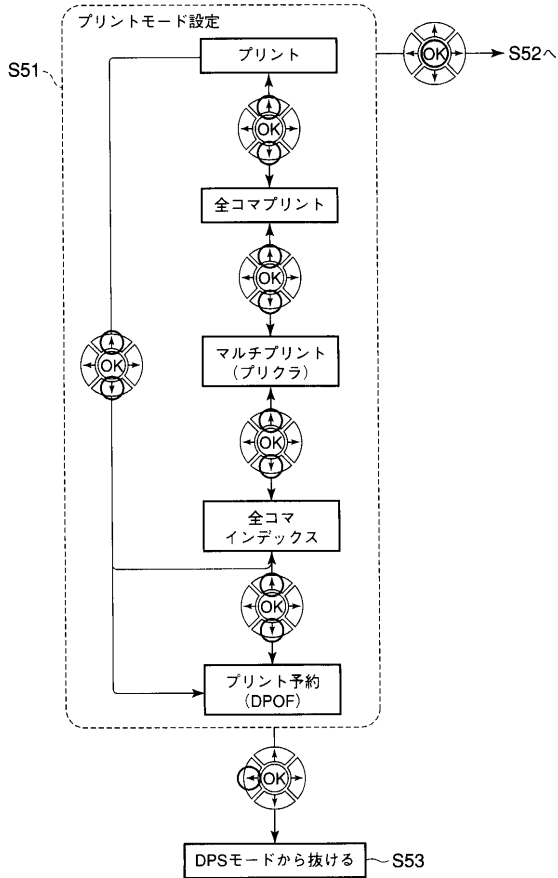 プリントモード設定
S51
プリント
OK
S52へ
OK
全コマプリント
OK
OK
マルチプリント
(プリクラ)
OK
全コマ
インデックス
OK
プリント予約
(DPOF)
OK
DPSモードから抜ける
S53